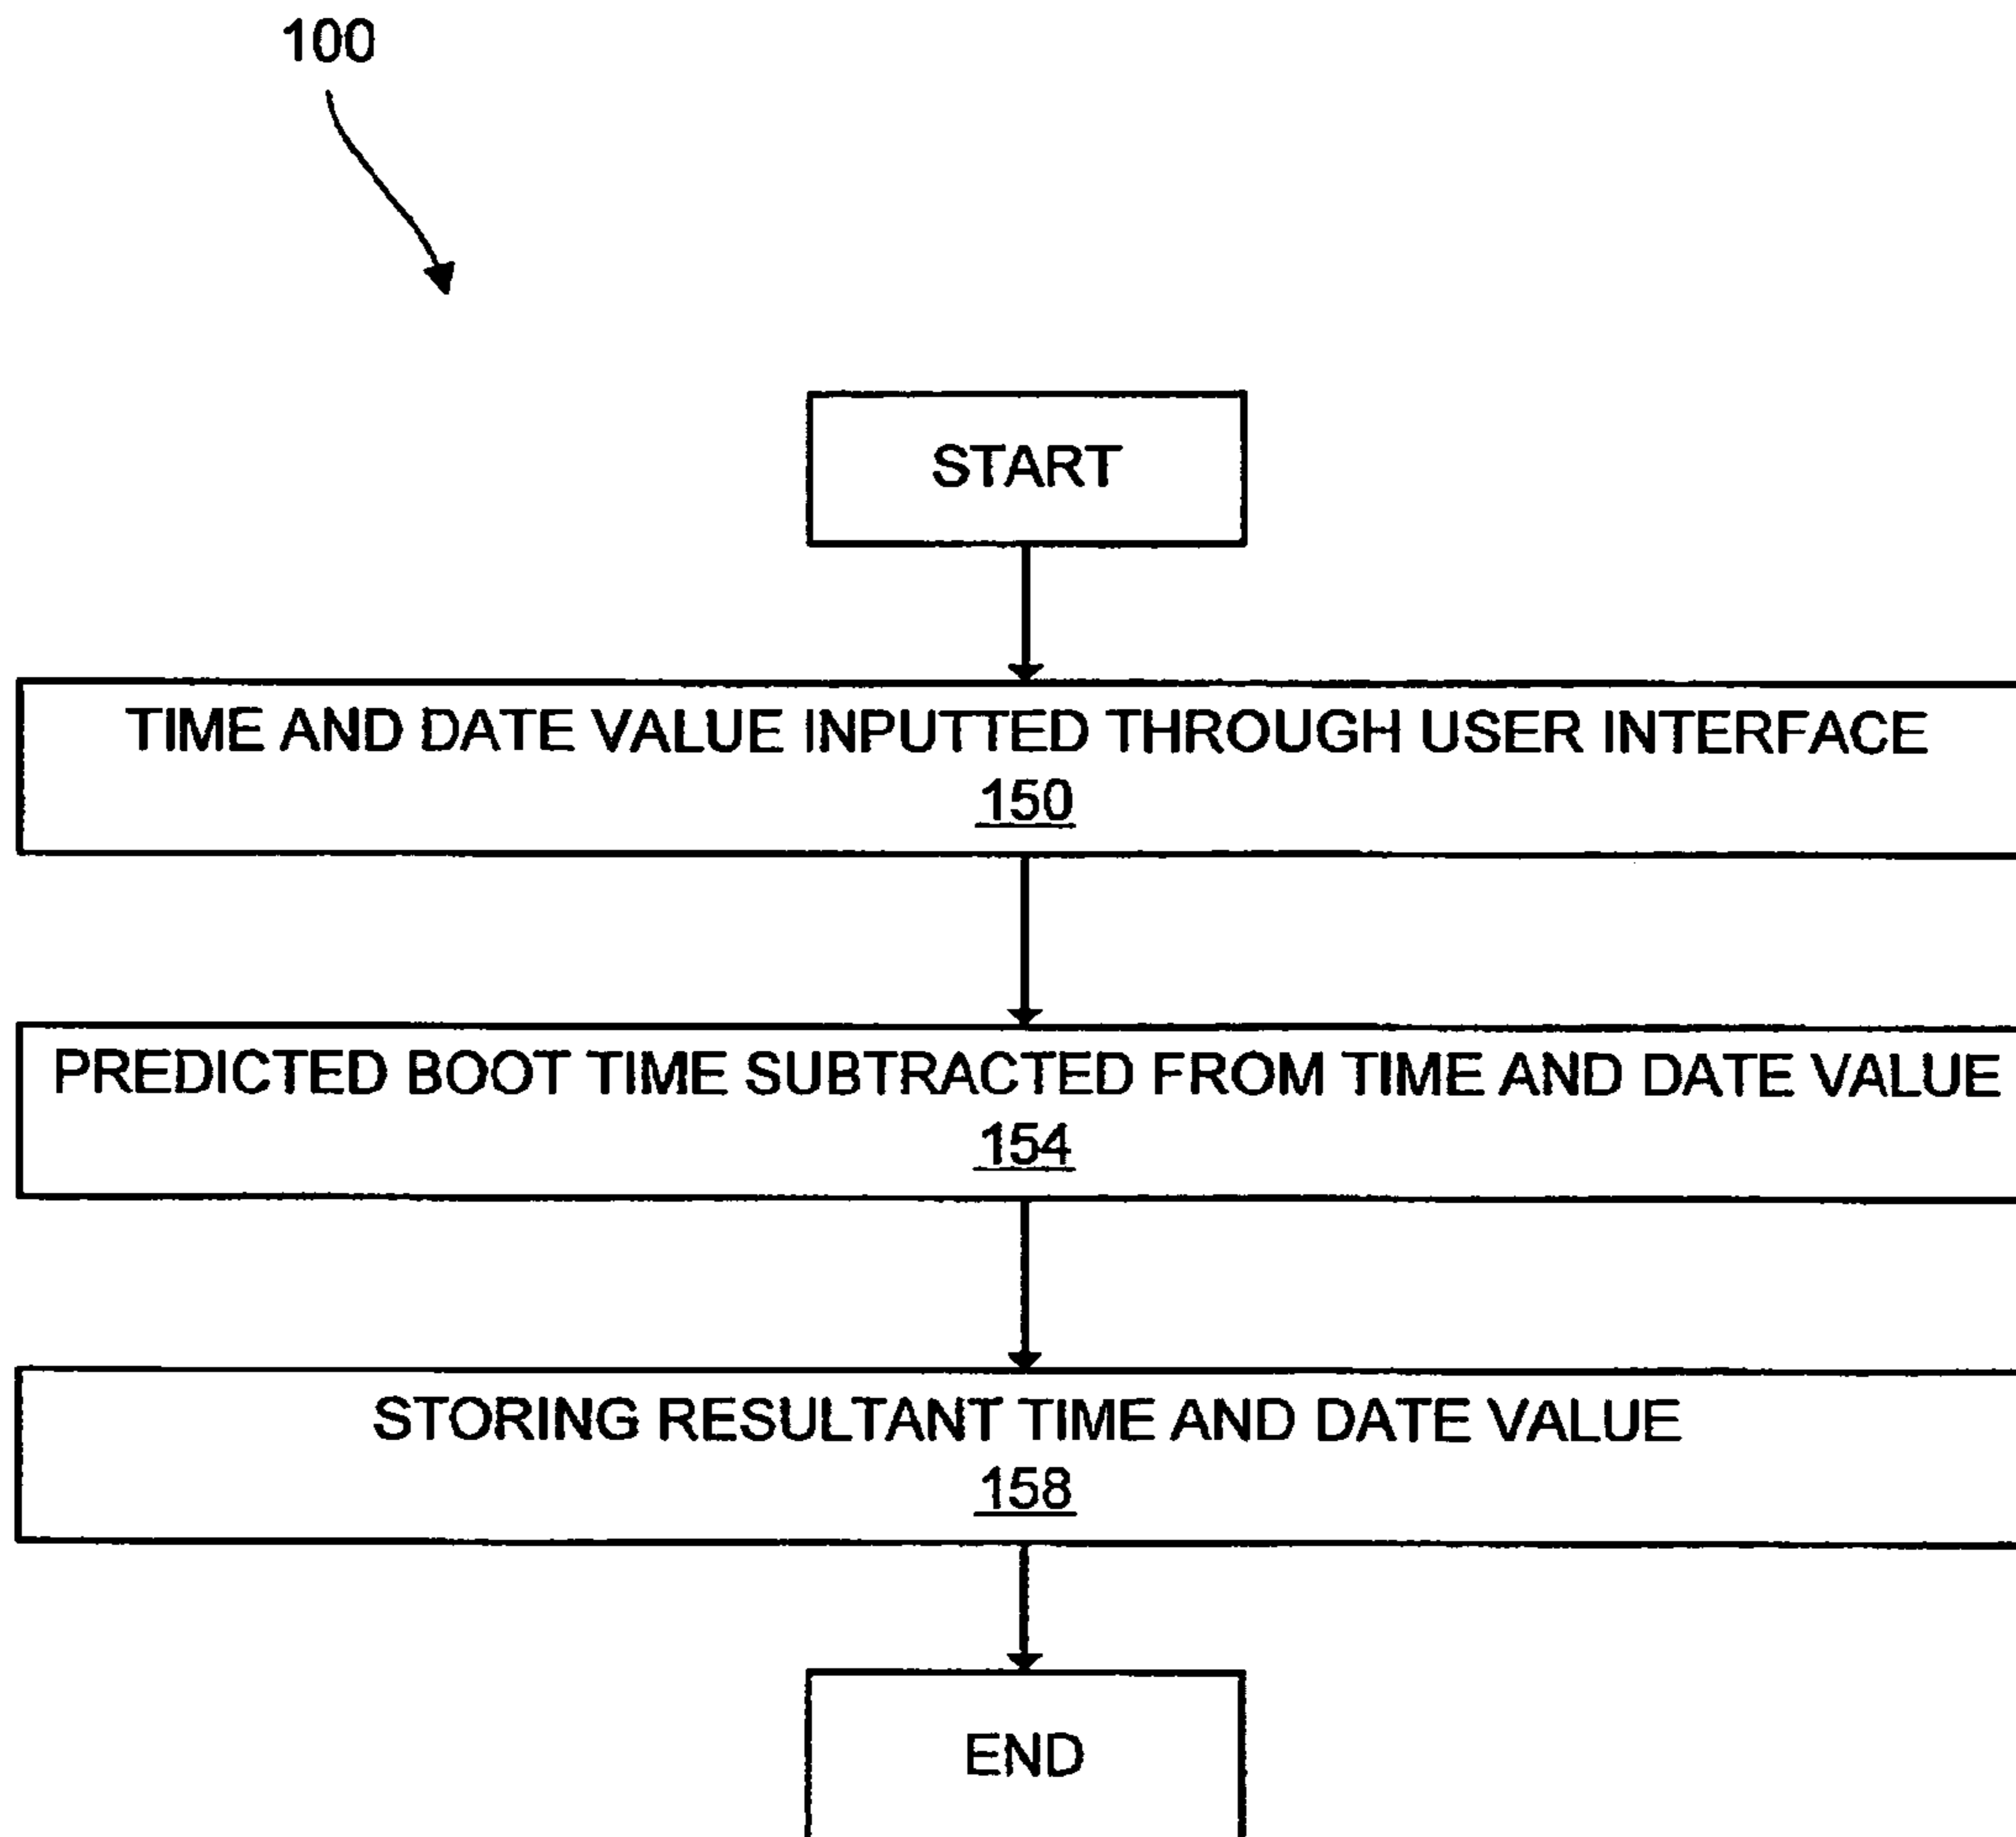 100
START
TIME AND DATE VALUE INPUTTED THROUGH USER INTERFACE
150
PREDICTED BOOT TIME SUBTRACTED FROM TIME AND DATE VALUE
154
STORING RESULTANT TIME AND DATE VALUE
158
END